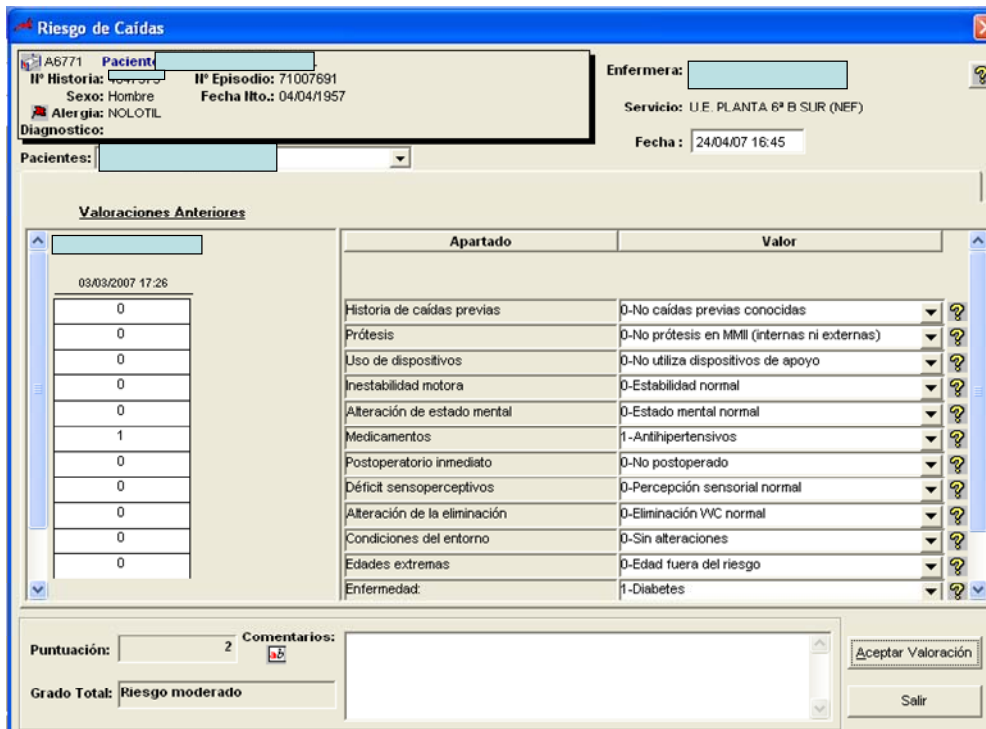 Riesgo de Caídas
A6771 Paciente
Nº Historia: Nº Episodio: 71007691
Sexo: Hombre Fecha Nto.: 04/04/1957
Alergia: NOLOTIL
Diagnostico:
Enfermera:
Servicio: U.E. PLANTA 6ª B SUR (NEF)
Fecha : 24/04/07 16:45
Pacientes:
Valoraciones Anteriores
Apartado Valor
03/03/2007 17:26
0 Historia de caídas previas 0-No caídas previas conocidas
0 Prótesis 0-No prótesis en MMII (internas ni externas)
0 Uso de dispositivos 0-No utiliza dispositivos de apoyo
0 Inestabilidad motora 0-Estabilidad normal
0 Alteración de estado mental 0-Estado mental normal
1 Medicamentos 1-Antihipertensivos
0 Postoperatorio inmediato 0-No postoperado
0 Déficit sensoperceptivos 0-Percepción sensorial normal
0 Alteración de la eliminación 0-Eliminación WC normal
0 Condiciones del entorno 0-Sin alteraciones
0 Edades extremas 0-Edad fuera del riesgo
Enfermedad: 1-Diabetes
Puntuación: 2 Comentarios:
ab
Aceptar Valoración
Grado Total: Riesgo moderado
Salir